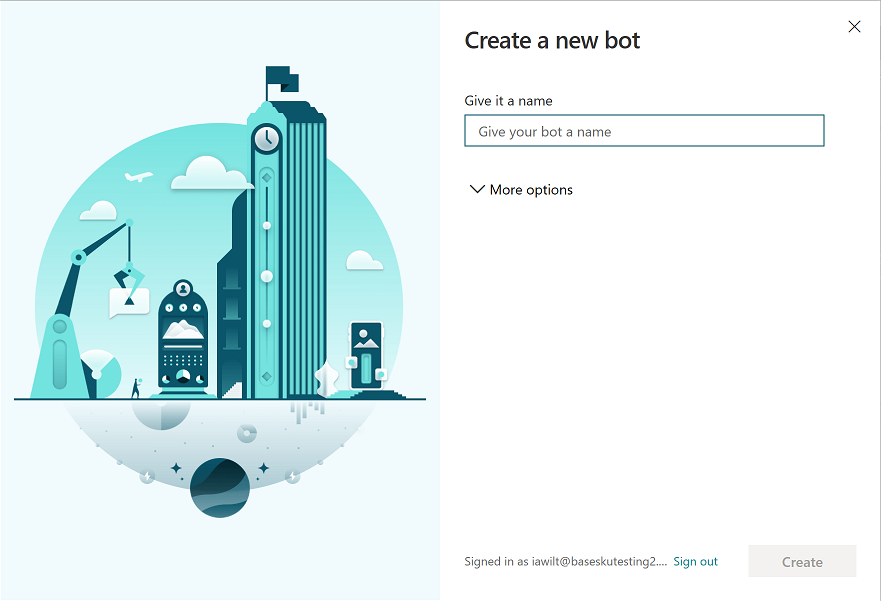 Create a new bot
Give it a name
Give your bot a name
More options
Signed in as iawilt@baseskutesting2.... Sign out
Create